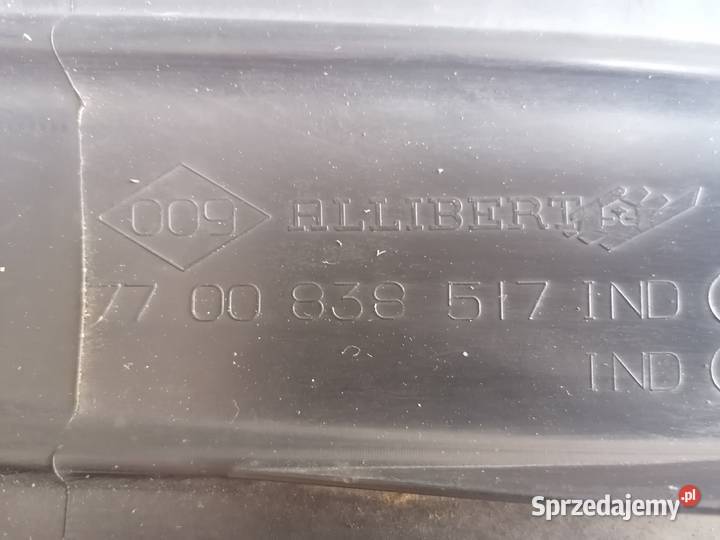 009 ALLIBERT
77 00 838 517 IND
IND
Sprzedajemy.pl